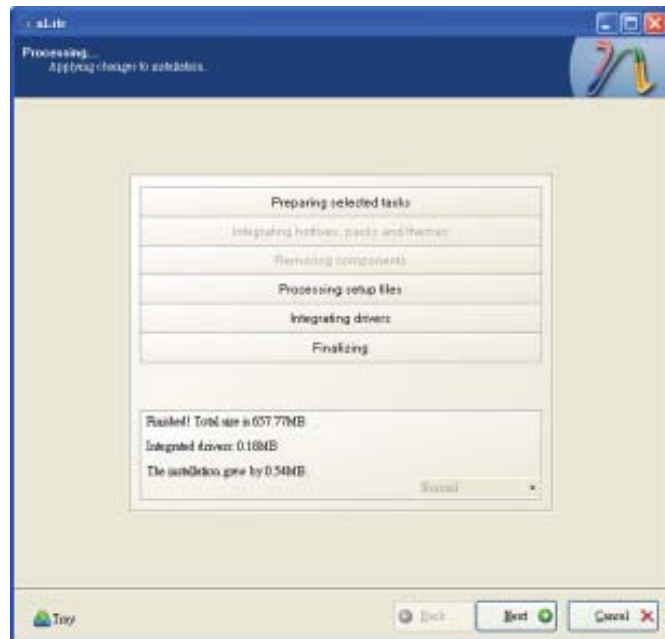 nLite
Processing...
Applying changes to installation.
Preparing selected tasks
Integrating hotfixes, packs and themes
Removing components
Processing setup files
Integrating drivers
Finalizing
Finished! Total size is 657.77MB
Integrated drivers: 0.18MB
The installation grew by 0.54MB.
Normal
Tray
Back
Next
Cancel